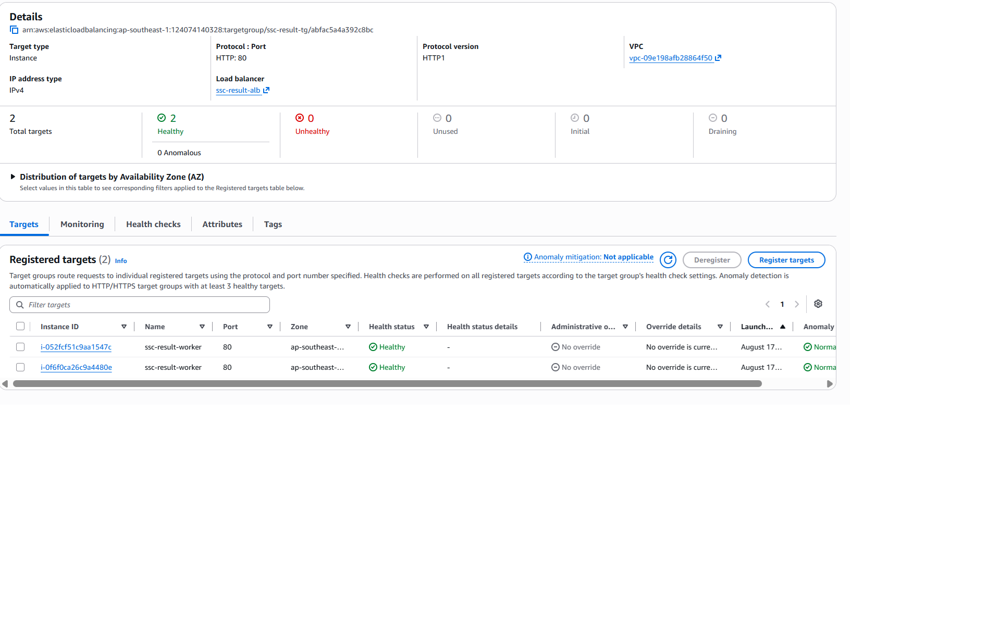 Details
arn:aws:elasticloadbalancing:ap-southeast-1:124074140328:targetgroup/ssc-result-tg/abfac5a4a392c8bc
Target type
Instance
Protocol : Port
HTTP: 80
Protocol version
HTTP1
VPC
vpc-09e198afb28864f50
IP address type
IPv4
Load balancer
ssc-result-alb
2
Total targets
2
Healthy
0 Anomalous
0
Unhealthy
0
Unused
0
Initial
0
Draining
Distribution of targets by Availability Zone (AZ)
Select values in this table to see corresponding filters applied to the Registered targets table below.
Targets Monitoring Health checks Attributes Tags
Registered targets (2) Info
Anomaly mitigation: Not applicable Deregister Register targets
Target groups route requests to individual registered targets using the protocol and port number specified. Health checks are performed on all registered targets according to the target group's health check settings. Anomaly detection is
automatically applied to HTTP/HTTPS target groups with at least 3 healthy targets.
Filter targets
1
Instance ID Name Port Zone Health status Health status details Administrative o... Override details Launch... Anomaly
i-052fcf51c9aa1547c ssc-result-worker 80 ap-southeast-... Healthy - No override No override is curre... August 17... Norma
i-0f6f0ca26c9a4480e ssc-result-worker 80 ap-southeast-... Healthy - No override No override is curre... August 17... Norma